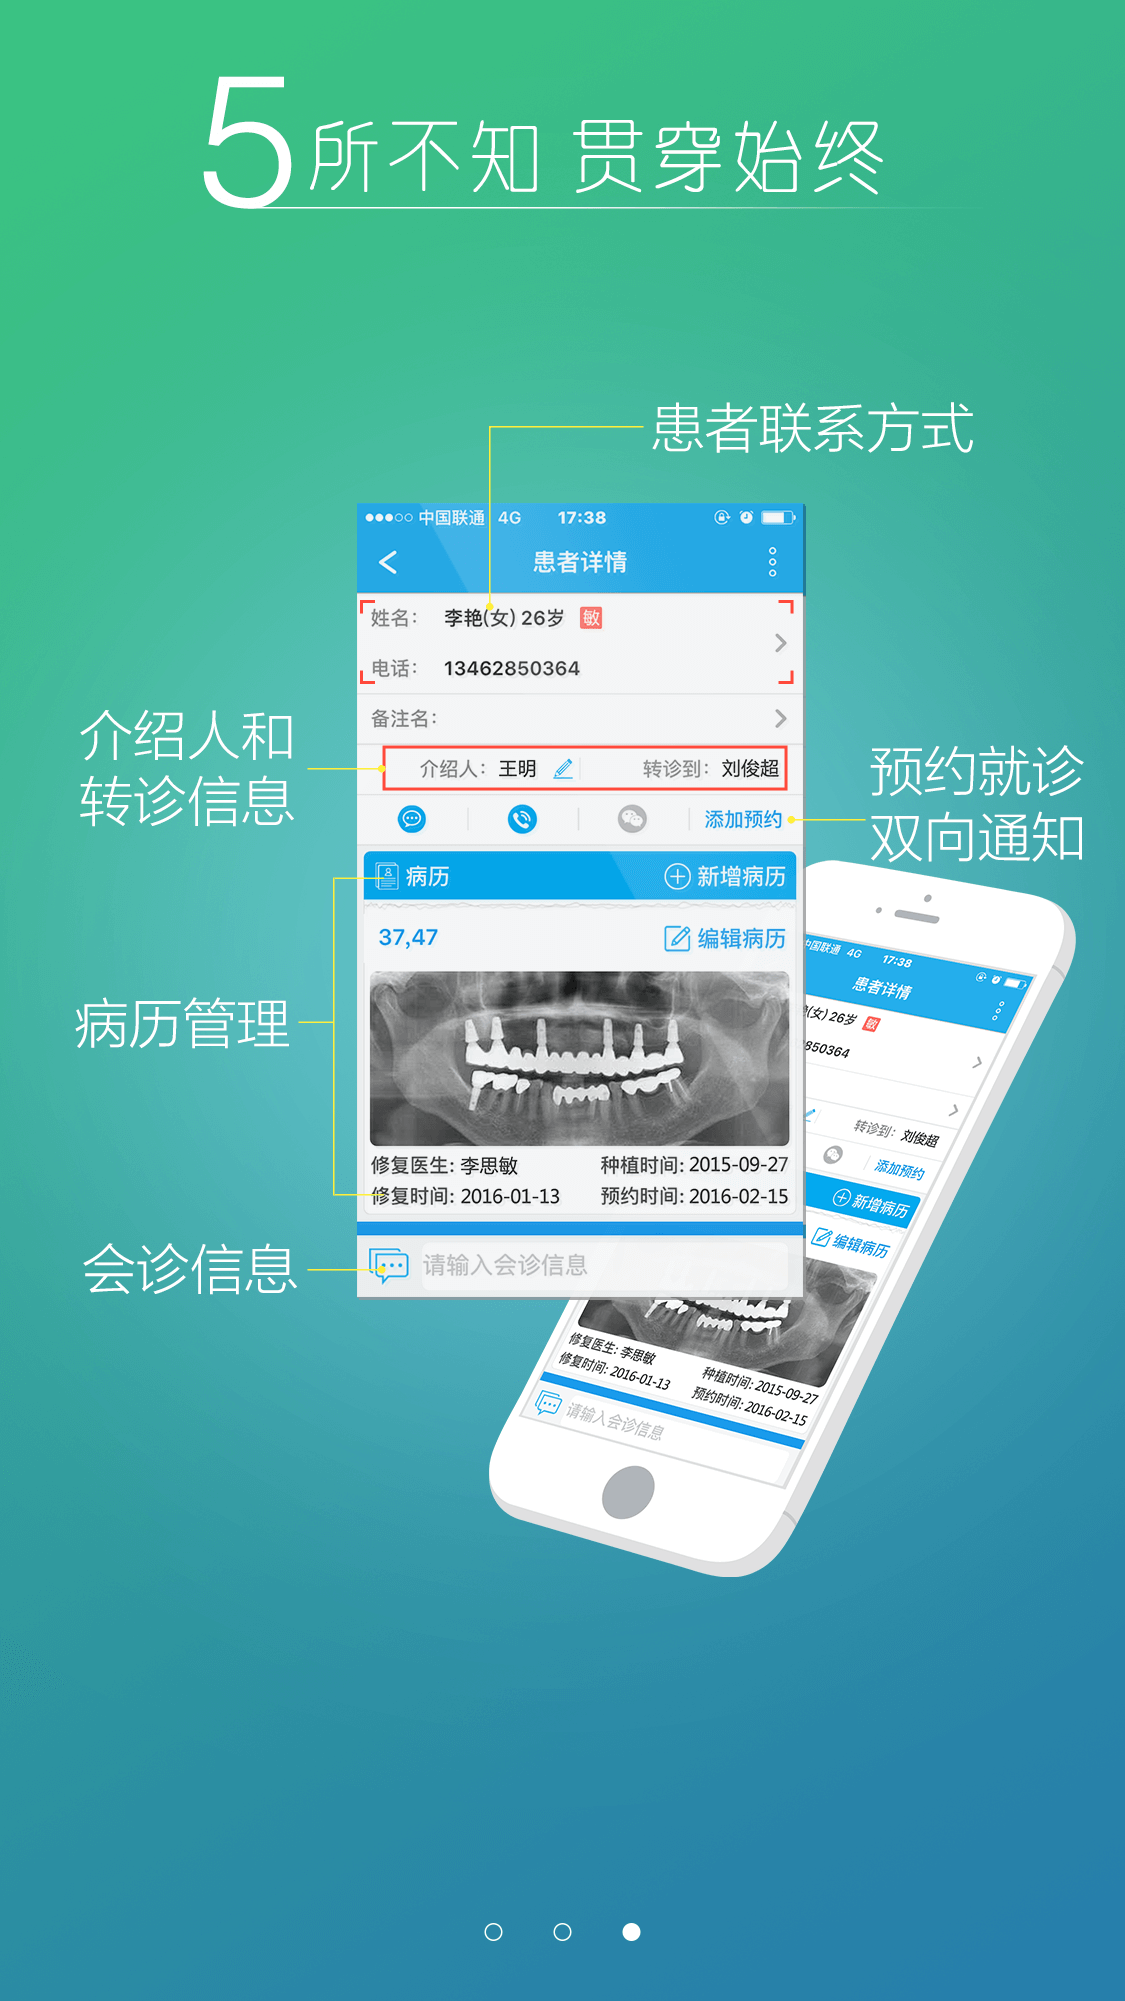 5所不知 贯穿始终
患者联系方式
中国联通 4G 17:38
患者详情
姓名： 李艳(女) 26岁 敏
电话： 13462850364
备注名：
介绍人和
转诊信息
介绍人： 王明 转诊到： 刘俊超
预约就诊
双向通知
添加预约
病历 新增病历
37,47 编辑病历
病历管理
修复医生: 李思敏 种植时间: 2015-09-27
修复时间: 2016-01-13 预约时间: 2016-02-15
会诊信息
请输入会诊信息
中国联通 4G 17:38
患者详情
(女) 26岁 敏
850364
转诊到： 刘俊超
添加预约
新增病历
编辑病历
修复医生: 李思敏 种植时间: 2015-09-27
修复时间: 2016-01-13 预约时间: 2016-02-15
请输入会诊信息